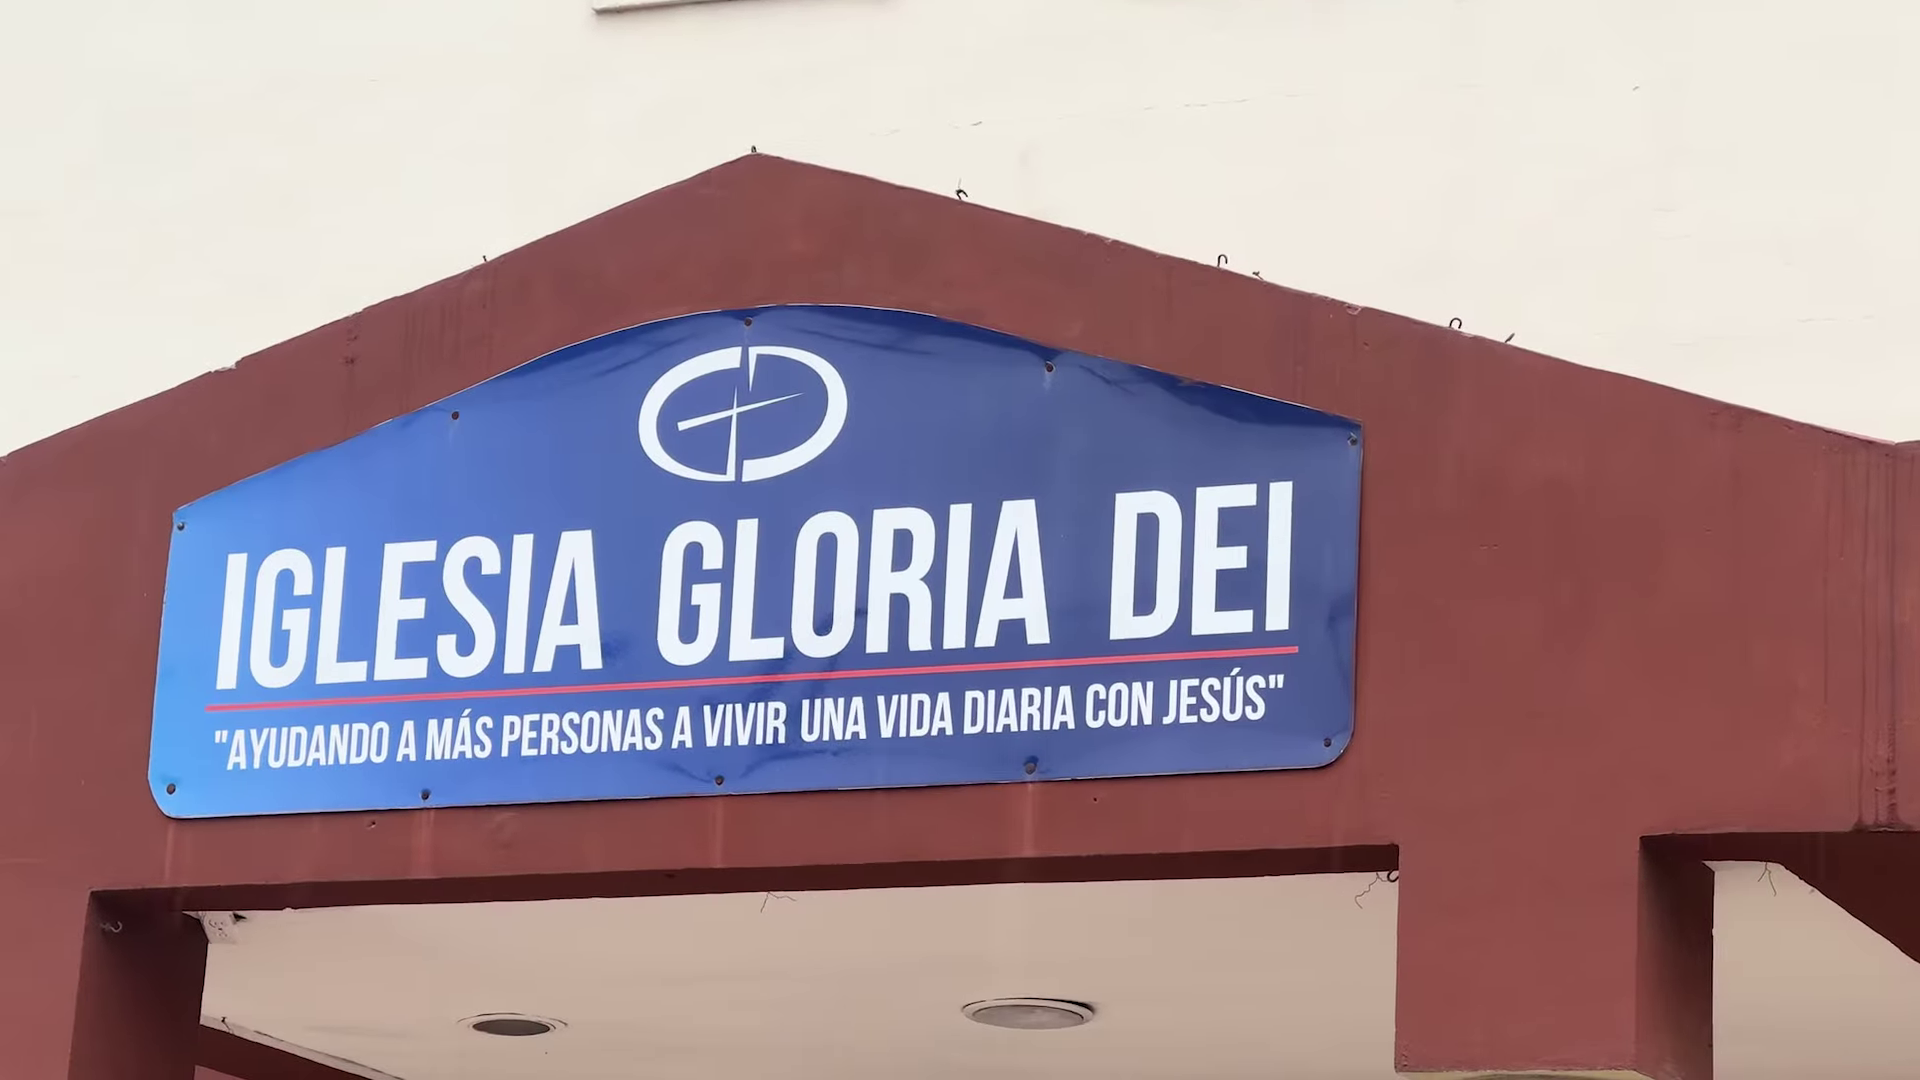 IGLESIA GLORIA DEI
"AYUDANDO A MÁS PERSONAS A VIVIR UNA VIDA DIARIA CON JESÚS"